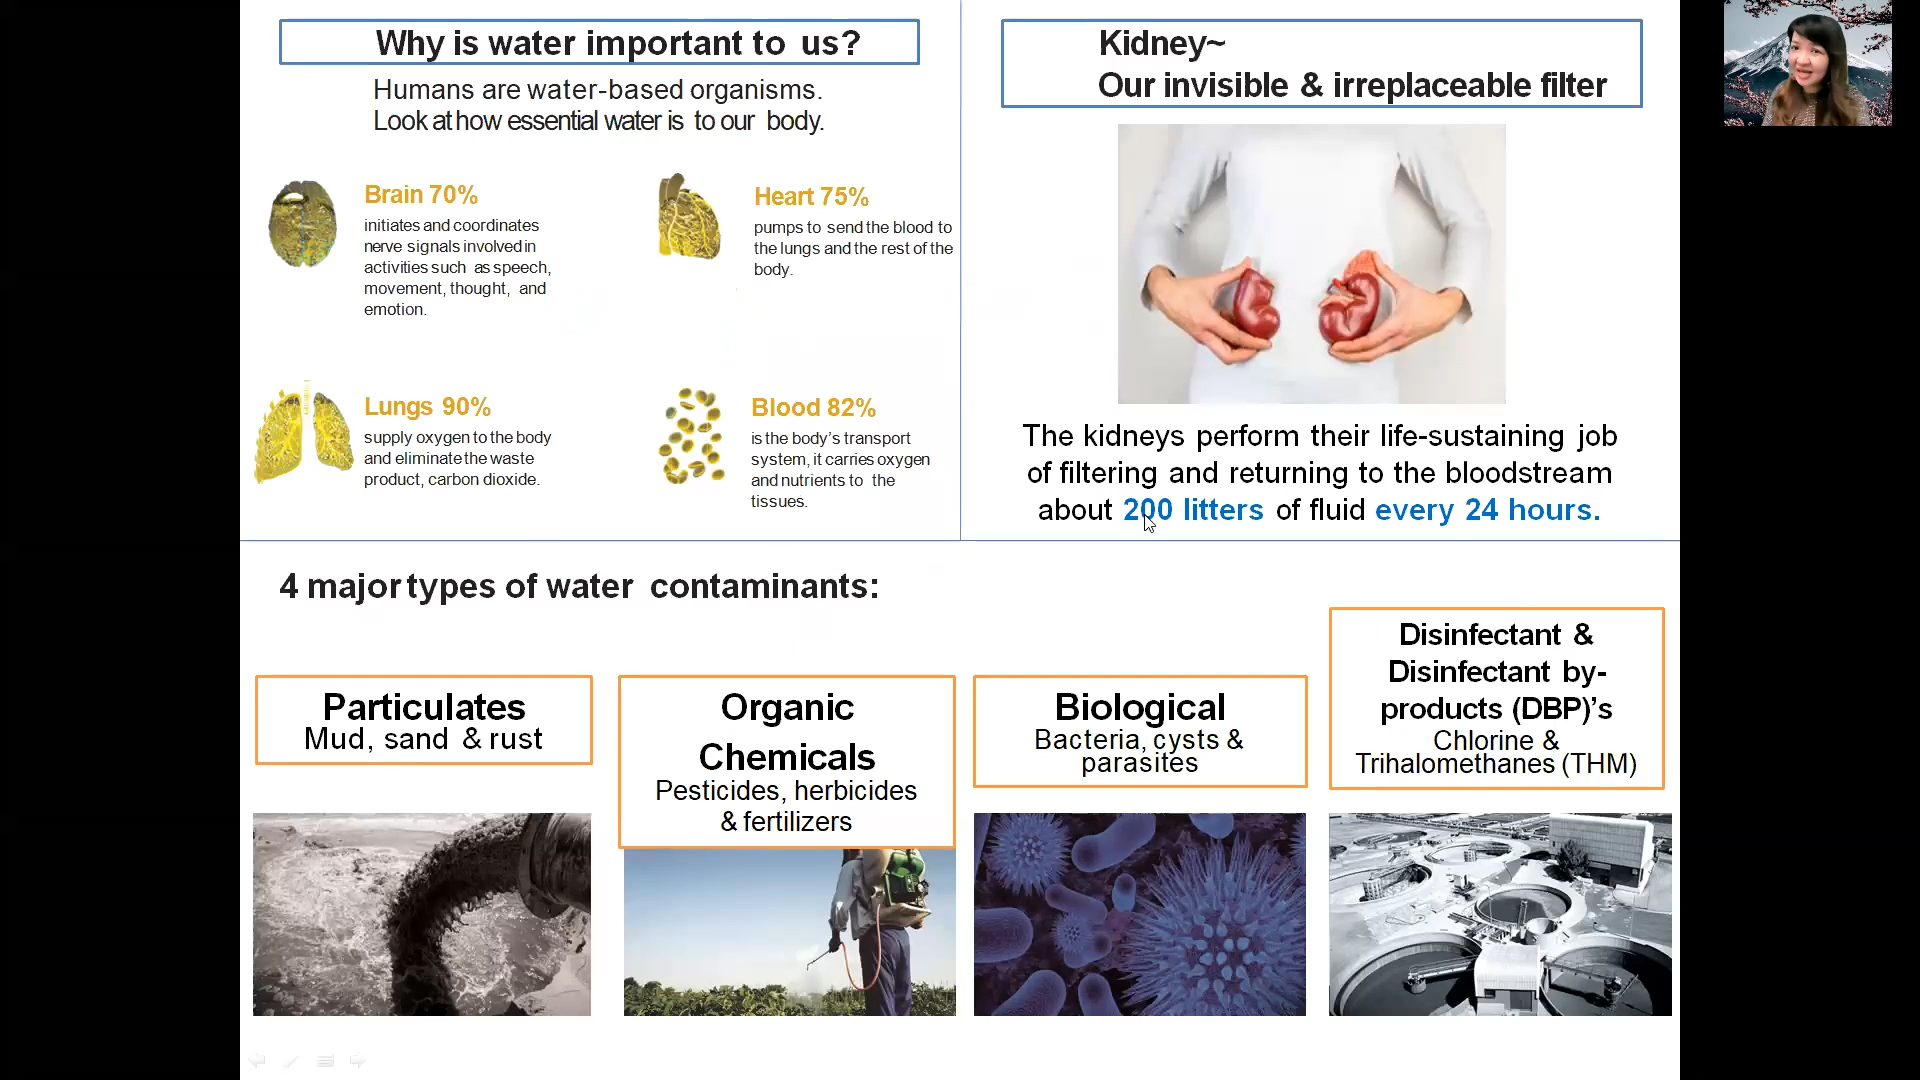 Why is water important to us?
Humans are water-based organisms.
Look at how essential water is to our body.
Brain 70%
initiates and coordinates
nerve signals involved in
activities such as speech,
movement, thought, and
emotion.
Heart 75%
pumps to send the blood to
the lungs and the rest of the
body.
Lungs 90%
supply oxygen to the body
and eliminate the waste
product, carbon dioxide.
Blood 82%
is the body's transport
system, it carries oxygen
and nutrients to the
tissues.
Kidney~
Our invisible & irreplaceable filter
The kidneys perform their life-sustaining job
of filtering and returning to the bloodstream
about 200 litters of fluid every 24 hours.
4 major types of water contaminants:
Particulates
Mud, sand & rust
Organic
Chemicals
Pesticides, herbicides
& fertilizers
Biological
Bacteria, cysts &
parasites
Disinfectant &
Disinfectant by-
products (DBP)'s
Chlorine &
Trihalomethanes (THM)